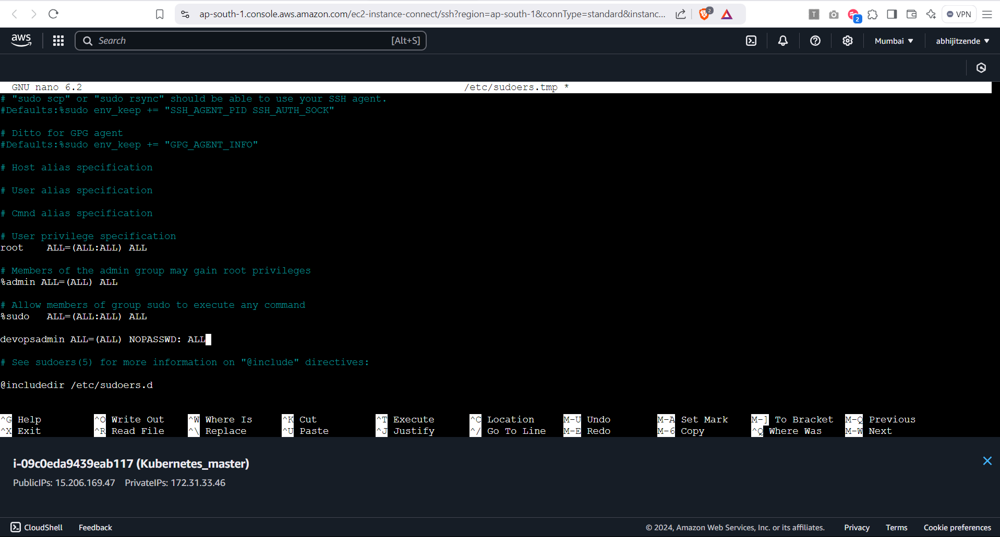 ap-south-1.console.aws.amazon.com/ec2-instance-connect/ssh?region=ap-south-1&connType=standard&instanc...
2
T
2
VPN
aws
Search
[Alt+S]
Mumbai ▼
abhijitzende ▼
GNU nano 6.2 /etc/sudoers.tmp *
# "sudo scp" or "sudo rsync" should be able to use your SSH agent.
#Defaults:%sudo env_keep += "SSH_AGENT_PID SSH_AUTH_SOCK"
# Ditto for GPG agent
#Defaults:%sudo env_keep += "GPG_AGENT_INFO"
# Host alias specification
# User alias specification
# Cmnd alias specification
# User privilege specification
root    ALL=(ALL:ALL) ALL
# Members of the admin group may gain root privileges
%admin ALL=(ALL) ALL
# Allow members of group sudo to execute any command
%sudo   ALL=(ALL:ALL) ALL
devopsadmin ALL=(ALL) NOPASSWD: ALL
# See sudoers(5) for more information on "@include" directives:
@includedir /etc/sudoers.d
^G Help ^O Write Out ^W Where Is ^K Cut ^T Execute ^C Location M-U Undo M-A Set Mark M-] To Bracket M-Q Previous
^X Exit ^R Read File ^\ Replace ^U Paste ^J Justify ^/ Go To Line M-E Redo M-6 Copy ^Q Where Was M-W Next
i-09c0eda9439eab117 (Kubernetes_master)
PublicIPs: 15.206.169.47 PrivateIPs: 172.31.33.46
CloudShell Feedback © 2024, Amazon Web Services, Inc. or its affiliates. Privacy Terms Cookie preferences